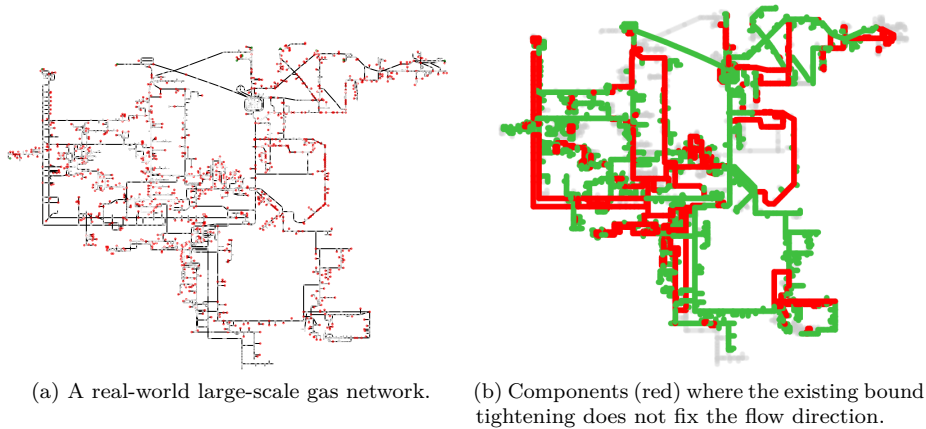 (a) A real-world large-scale gas network.
(b) Components (red) where the existing bound
tightening does not fix the flow direction.